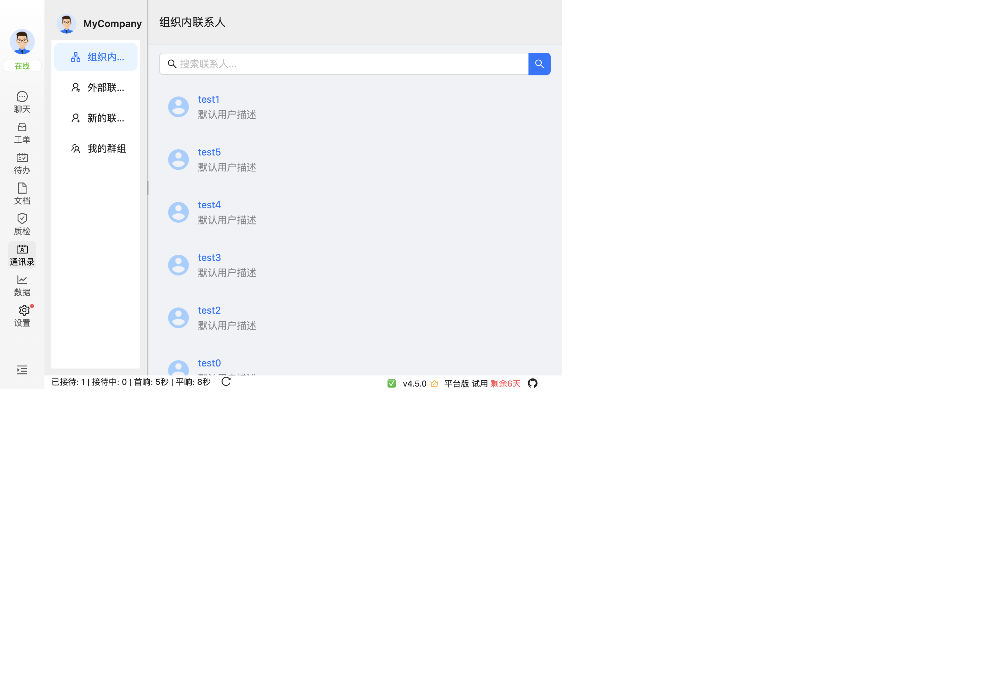 在线
聊天
工单
待办
文档
质检
通讯录
数据
设置
MyCompany
组织内...
外部联...
新的联...
我的群组
组织内联系人
搜索联系人...
test1
默认用户描述
test5
默认用户描述
test4
默认用户描述
test3
默认用户描述
test2
默认用户描述
test0
已接待: 1 | 接待中: 0 | 首响: 5秒 | 平响: 8秒
v4.5.0 平台版 试用 剩余6天